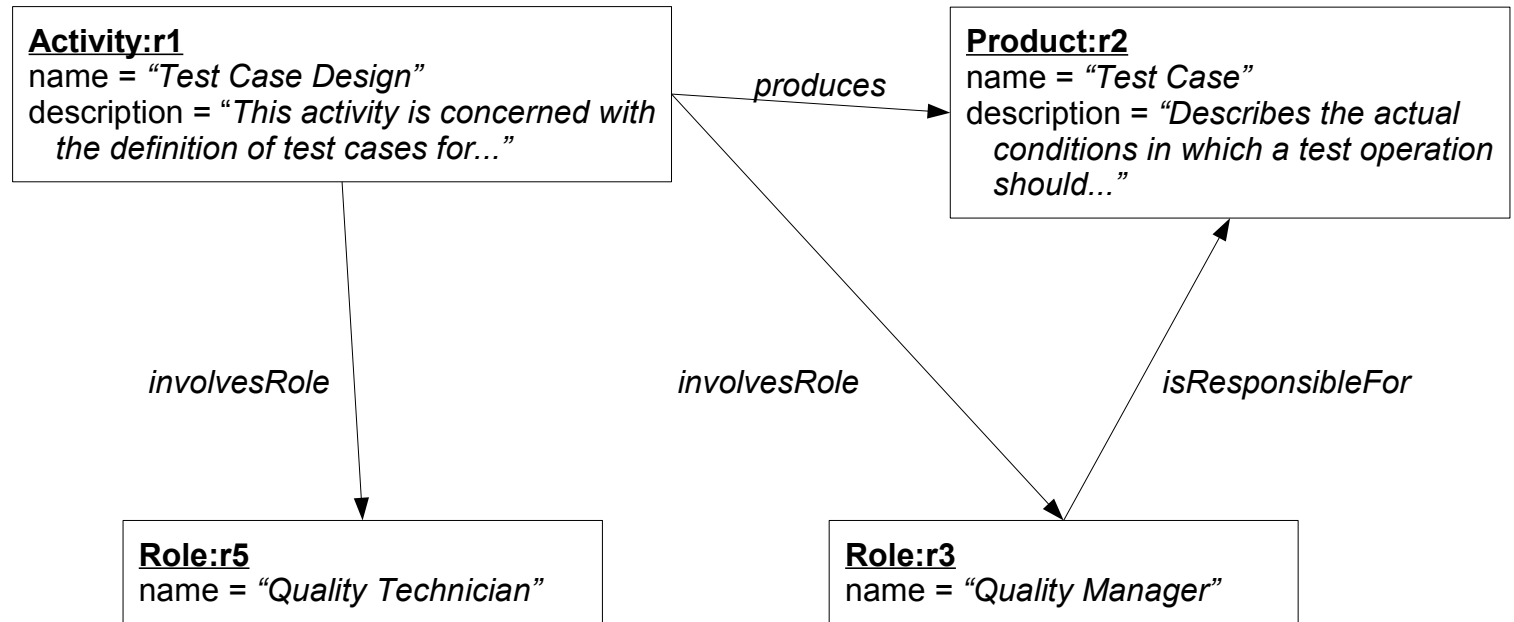 Activity:r1
name = “Test Case Design”
description = “This activity is concerned with
the definition of test cases for...”
produces
Product:r2
name = “Test Case”
description = “Describes the actual
conditions in which a test operation
should...”
involvesRole
involvesRole
isResponsibleFor
Role:r5
name = “Quality Technician”
Role:r3
name = “Quality Manager”